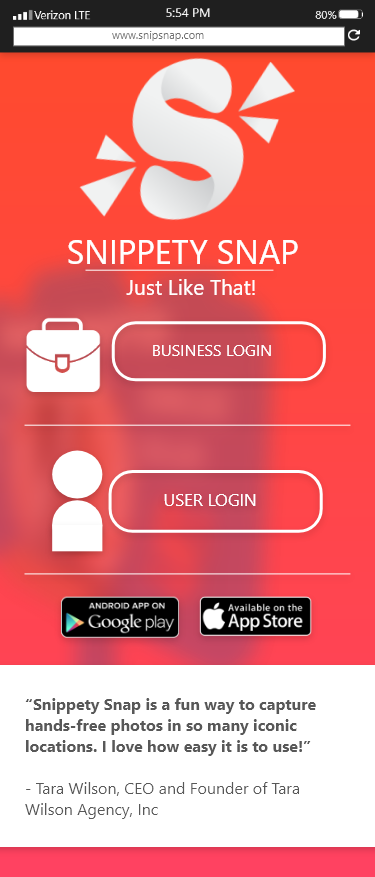 Verizon LTE 5:54 PM 80%
www.snipsnap.com
S
SNIPPETY SNAP
Just Like That!
BUSINESS LOGIN
USER LOGIN
ANDROID APP ON
Google play
Available on the
App Store
“Snippety Snap is a fun way to capture
hands-free photos in so many iconic
locations. I love how easy it is to use!”
- Tara Wilson, CEO and Founder of Tara
Wilson Agency, Inc